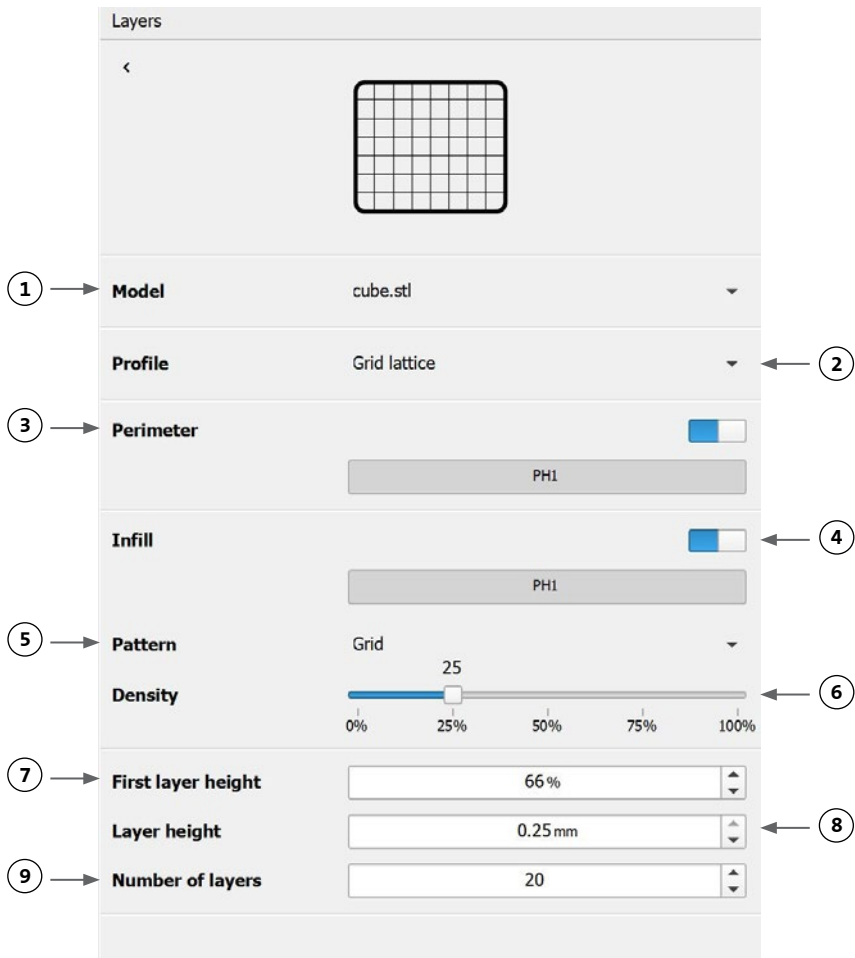 Layers
1 Model cube.stl
Profile Grid lattice 2
3 Perimeter
PH1
Infill 4
PH1
5 Pattern Grid
25
Density 6
0% 25% 50% 75% 100%
7 First layer height 66%
Layer height 0.25mm 8
9 Number of layers 20